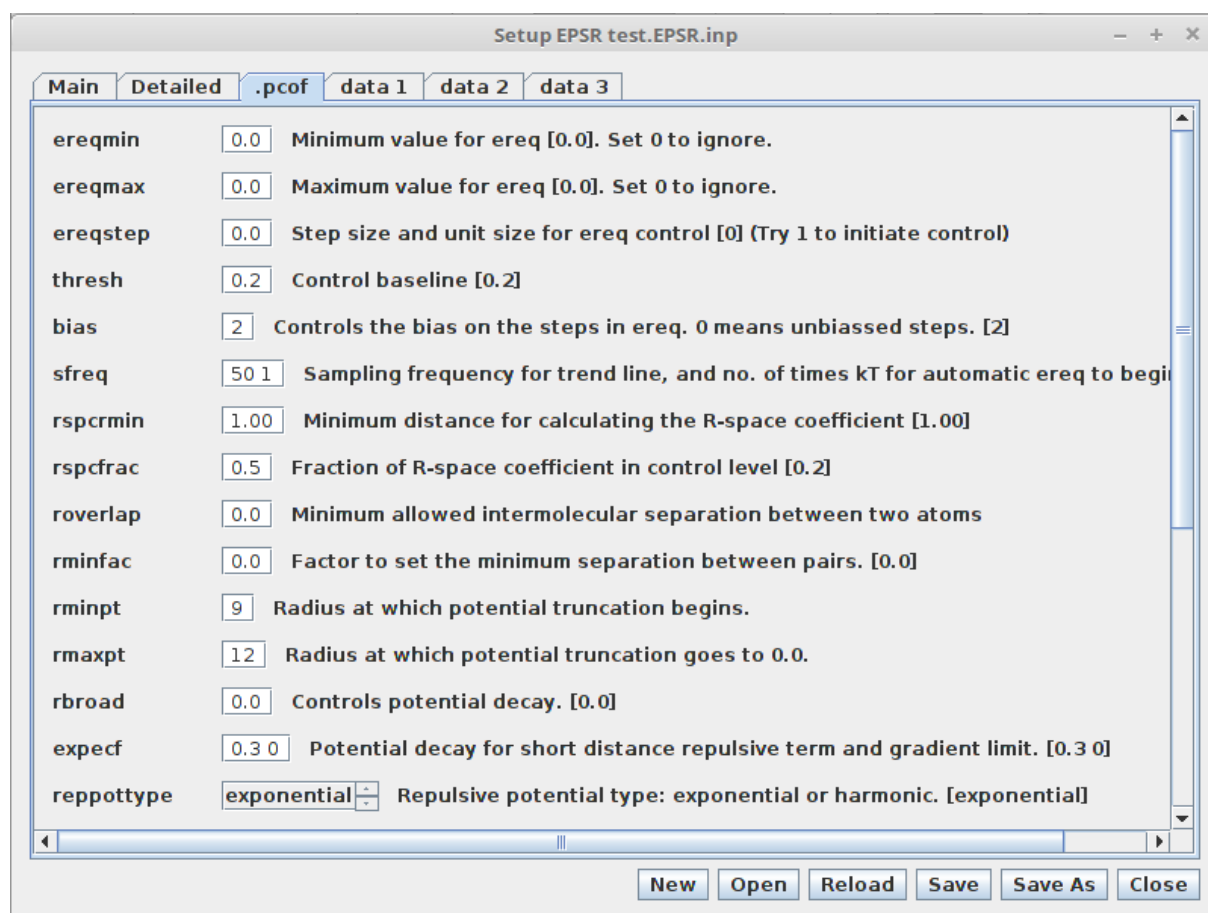 Setup EPSR test.EPSR.inp
Main Detailed .pcof data 1 data 2 data 3
ereqmin 0.0 Minimum value for ereq [0.0]. Set 0 to ignore.
ereqmax 0.0 Maximum value for ereq [0.0]. Set 0 to ignore.
ereqstep 0.0 Step size and unit size for ereq control [0] (Try 1 to initiate control)
thresh 0.2 Control baseline [0.2]
bias 2 Controls the bias on the steps in ereq. 0 means unbiassed steps. [2]
sfreq 50 1 Sampling frequency for trend line, and no. of times kT for automatic ereq to begi
rspcrmin 1.00 Minimum distance for calculating the R-space coefficient [1.00]
rspcfrac 0.5 Fraction of R-space coefficient in control level [0.2]
roverlap 0.0 Minimum allowed intermolecular separation between two atoms
rminfac 0.0 Factor to set the minimum separation between pairs. [0.0]
rminpt 9 Radius at which potential truncation begins.
rmaxpt 12 Radius at which potential truncation goes to 0.0.
rbroad 0.0 Controls potential decay. [0.0]
expecf 0.3 0 Potential decay for short distance repulsive term and gradient limit. [0.3 0]
reppottype exponential Repulsive potential type: exponential or harmonic. [exponential]
New Open Reload Save Save As Close